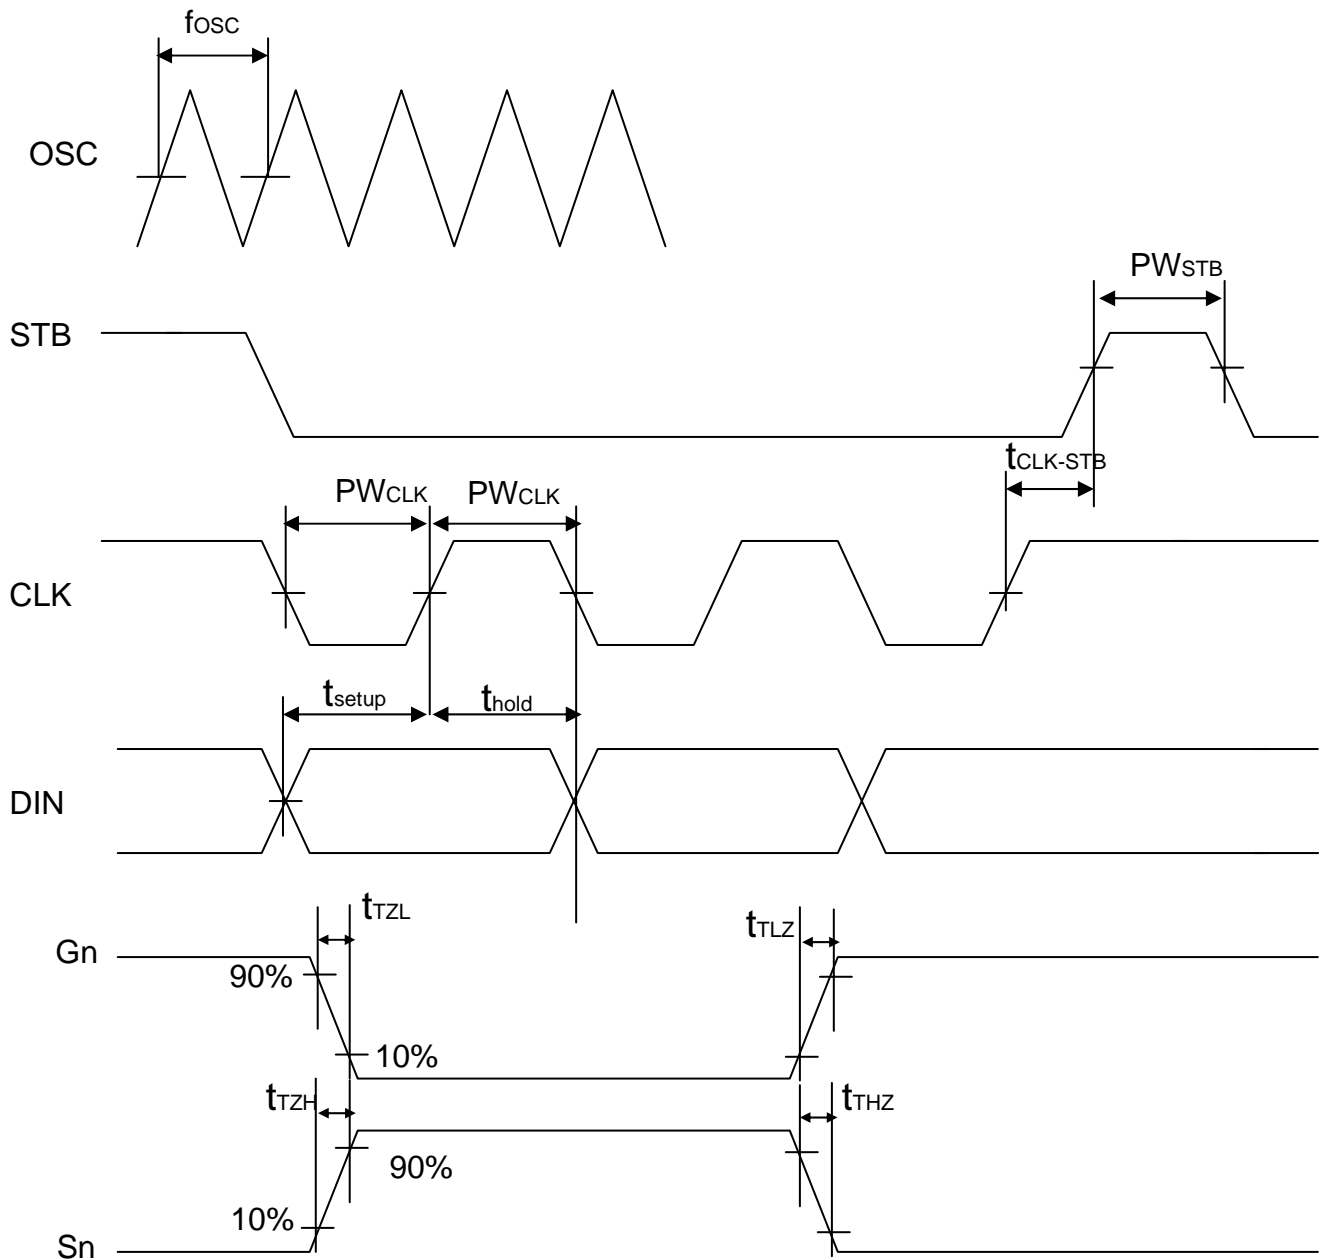 fOSC
OSC
PWSTB
STB
tCLK-STB
PWCLK PWCLK
CLK
tsetup thold
DIN
tTZL tTLZ
Gn
90%
10%
tTZH tTHZ
90%
10%
Sn